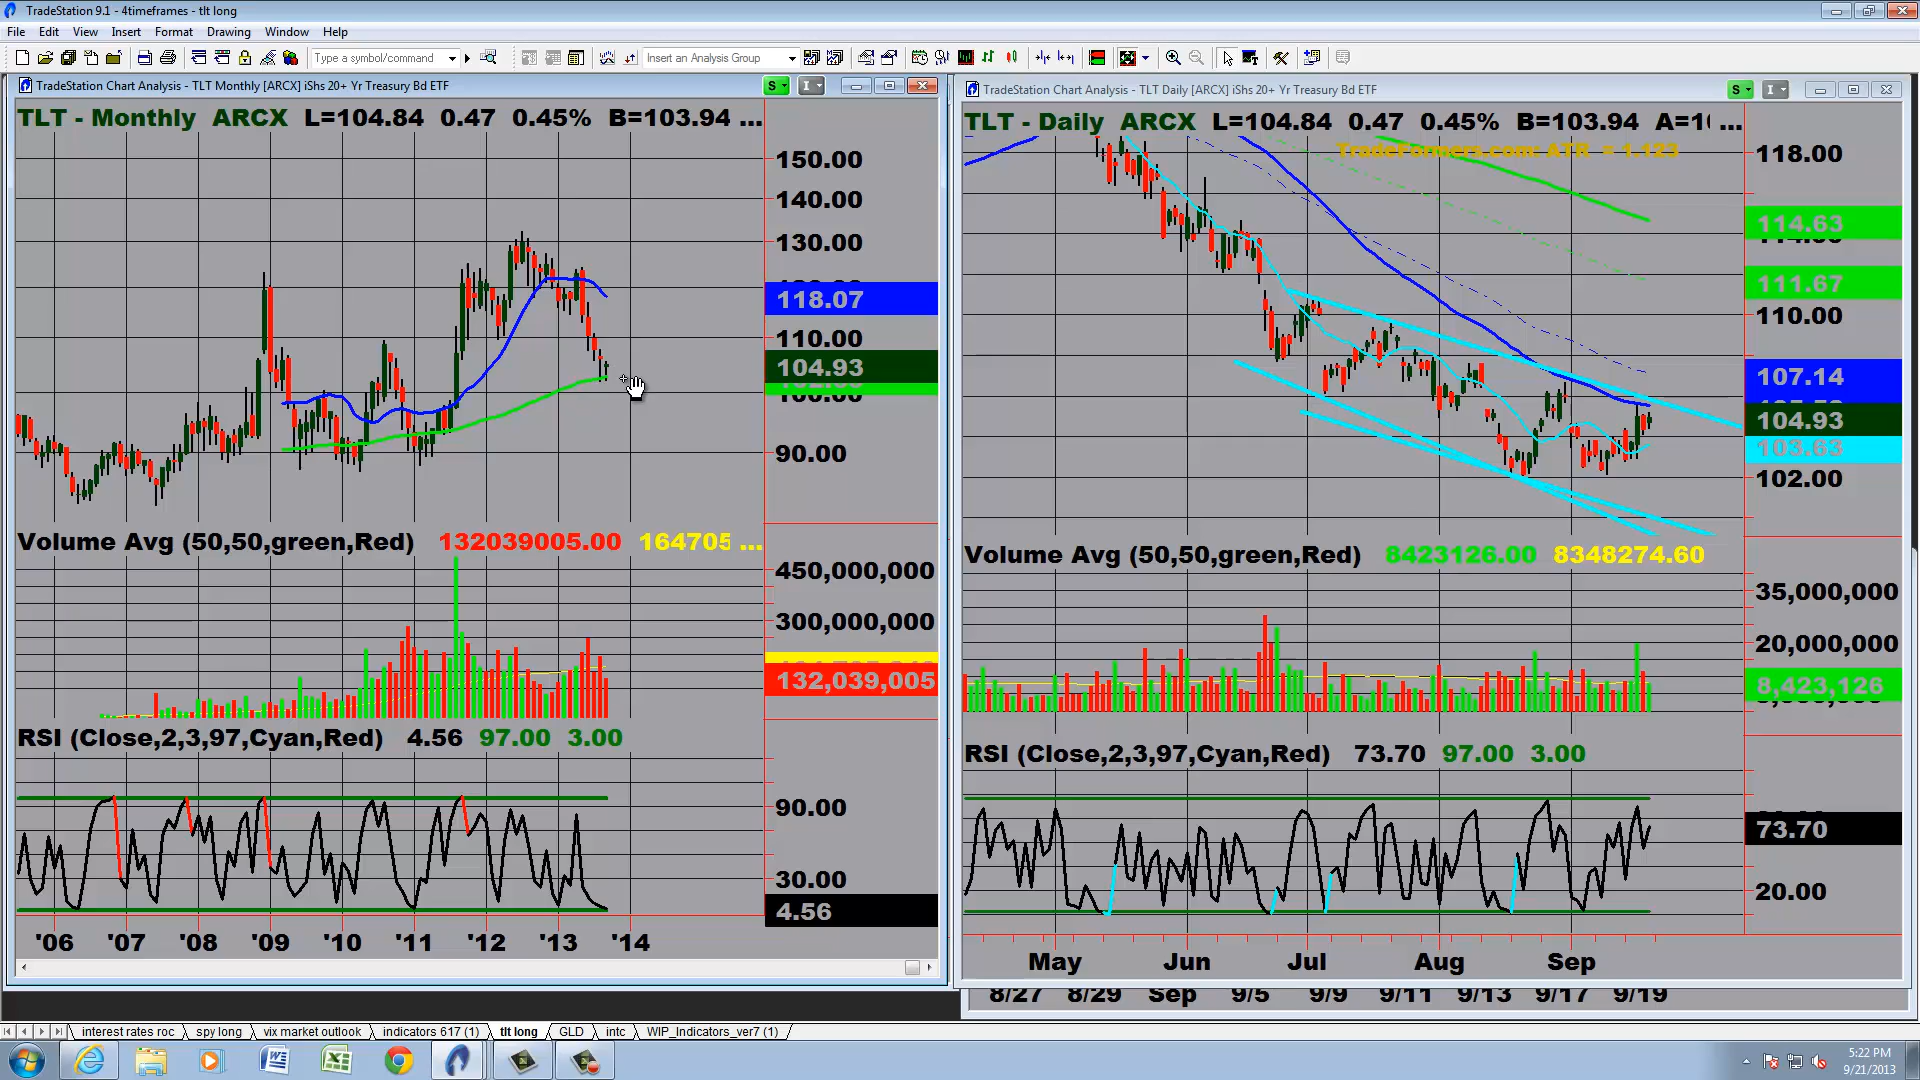 TradeStation 9.1 - 4timeframes - tlt long
File Edit View Insert Format Drawing Window Help
Type a symbol/command
Insert an Analysis Group
TradeStation Chart Analysis - TLT Monthly [ARCX] iShs 20+ Yr Treasury Bd ETF
S
I
TLT - Monthly ARCX L=104.84 0.47 0.45% B=103.94 ...
150.00
140.00
130.00
118.07
110.00
104.93
90.00
Volume Avg (50,50,green,Red) 132039005.00 164705 ...
450,000,000
300,000,000
132,039,005
RSI (Close,2,3,97,Cyan,Red) 4.56 97.00 3.00
90.00
30.00
4.56
'06 '07 '08 '09 '10 '11 '12 '13 '14
TradeStation Chart Analysis - TLT Daily [ARCX] iShs 20+ Yr Treasury Bd ETF
S
I
TLT - Daily ARCX L=104.84 0.47 0.45% B=103.94 ...
TradeFormers.com: ATR = 1.123
118.00
114.63
111.67
110.00
107.14
104.93
103.63
102.00
Volume Avg (50,50,green,Red) 8423126.00 8348274.60
35,000,000
20,000,000
8,423,126
RSI (Close,2,3,97,Cyan,Red) 73.70 97.00 3.00
73.70
20.00
May Jun Jul Aug Sep
8/27 8/29 Sep 9/5 9/9 9/11 9/13 9/17 9/19
interest rates roc spy long vix market outlook indicators 617 (1) tlt long GLD intc WIP_Indicators_ver7 (1)
5:22 PM
9/21/2013